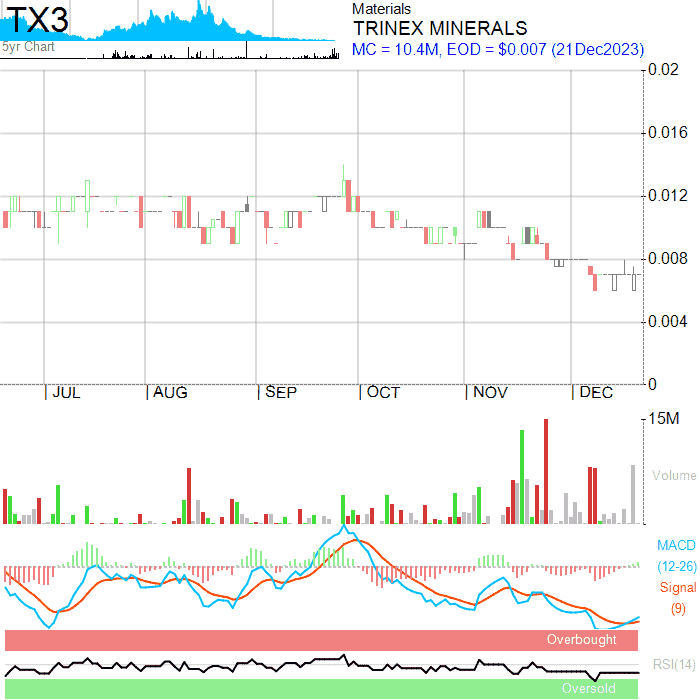 TX3
5yr Chart
Materials
TRINEX MINERALS
MC = 10.4M, EOD = $0.007 (21Dec2023)
0.02
0.016
0.012
0.008
0.004
0
JUL AUG SEP OCT NOV DEC
15M
Volume
MACD
(12-26)
Signal
(9)
Overbought
RSI(14)
Oversold